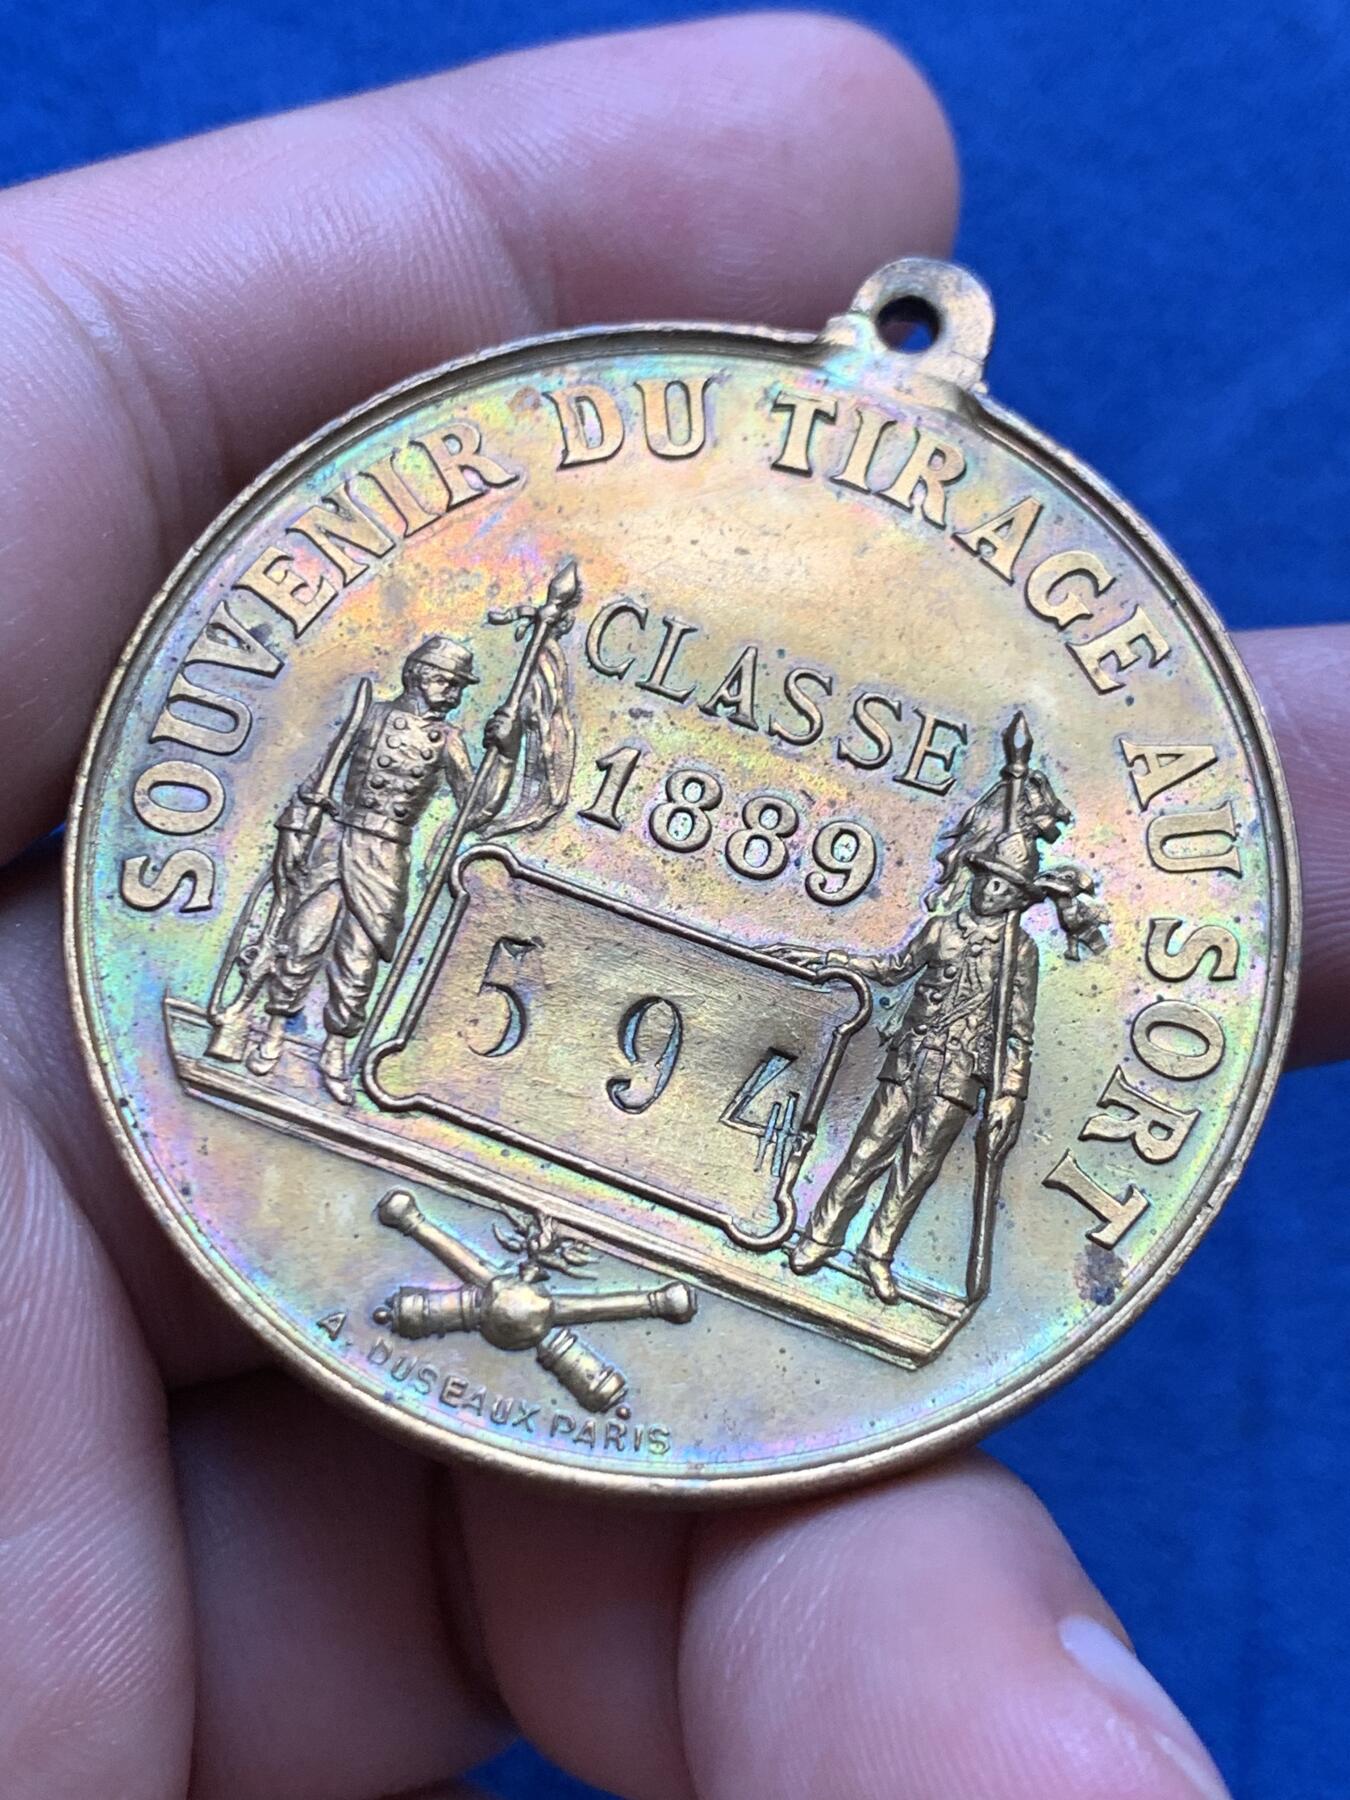 SOUVENIR DU TIRAGE AU SORT
CLASSE
1889
594
A. DUSEAUX PARIS